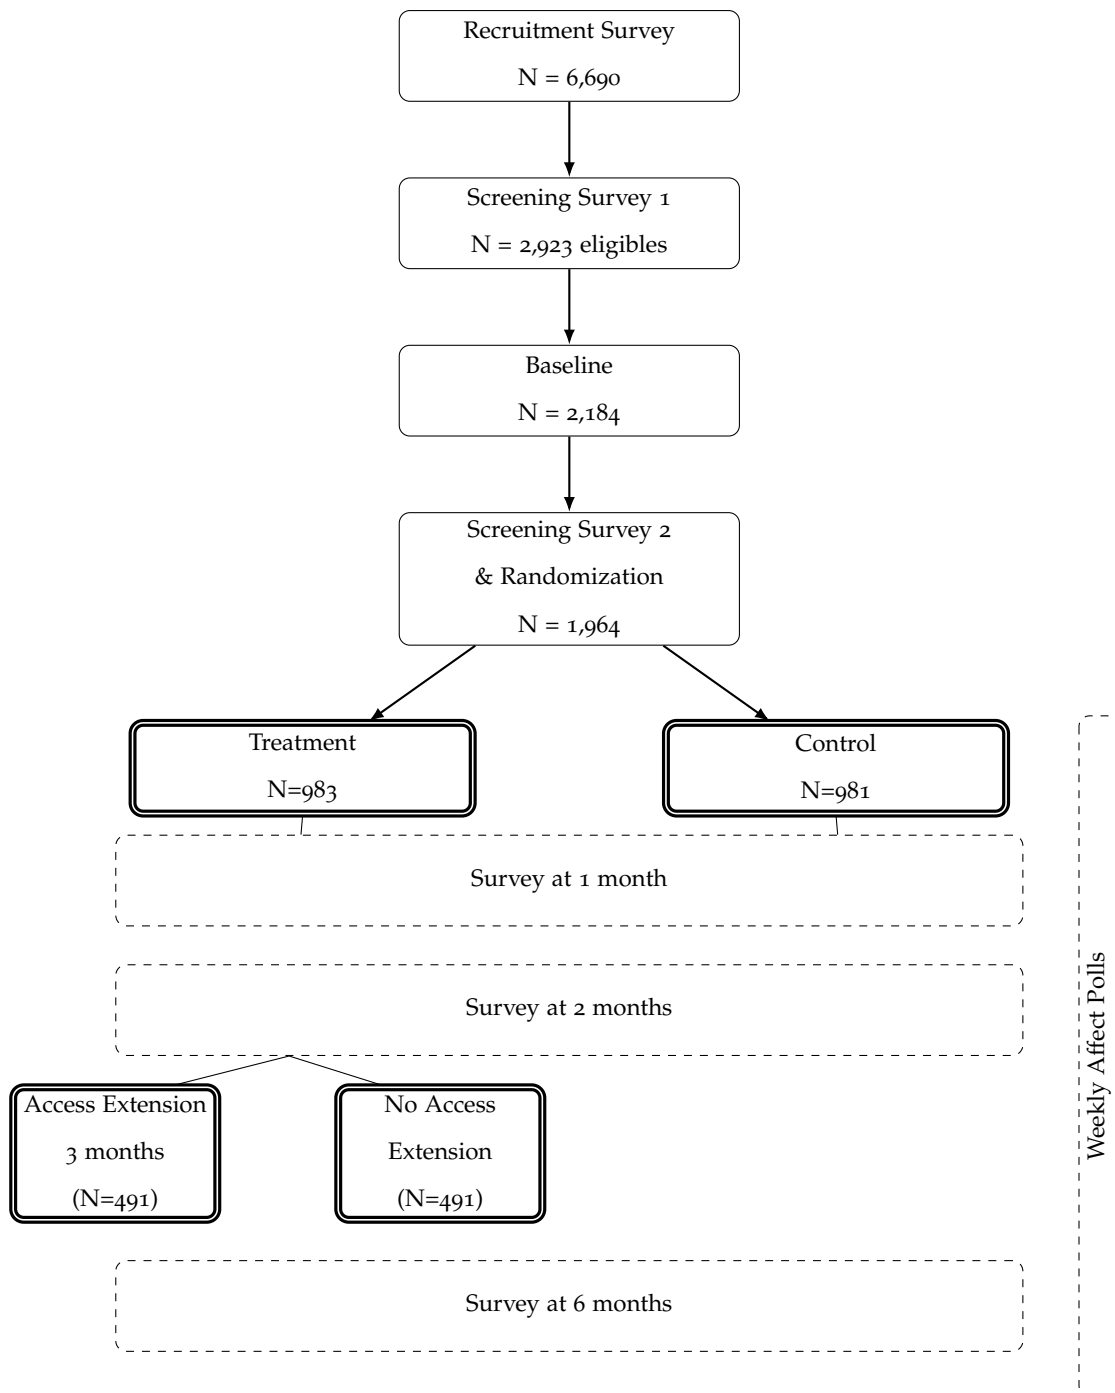 Recruitment Survey
N = 6,690
Screening Survey 1
N = 2,923 eligibles
Baseline
N = 2,184
Screening Survey 2
& Randomization
N = 1,964
Treatment
N=983
Control
N=981
Survey at 1 month
Survey at 2 months
Access Extension
3 months
(N=491)
No Access
Extension
(N=491)
Survey at 6 months
Weekly Affect Polls